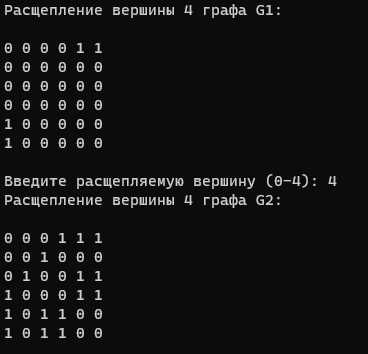 Расщепление вершины 4 графа G1:
0 0 0 0 1 1
0 0 0 0 0 0
0 0 0 0 0 0
0 0 0 0 0 0
1 0 0 0 0 0
1 0 0 0 0 0
Введите расщепляемую вершину (0-4): 4
Расщепление вершины 4 графа G2:
0 0 0 1 1 1
0 0 1 0 0 0
0 1 0 0 1 1
1 0 0 0 1 1
1 0 1 1 0 0
1 0 1 1 0 0